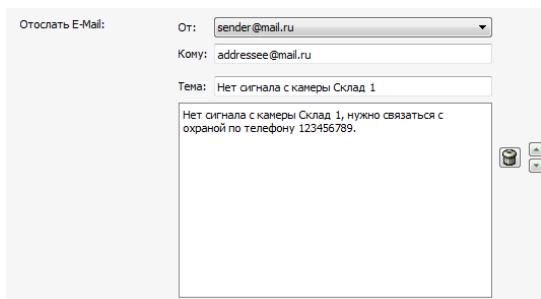 Отослать E-Mail:
От: sender@mail.ru
Кому: addressee@mail.ru
Тема: Нет сигнала с камеры Склад 1
Нет сигнала с камеры Склад 1, нужно связаться с
охраной по телефону 123456789.